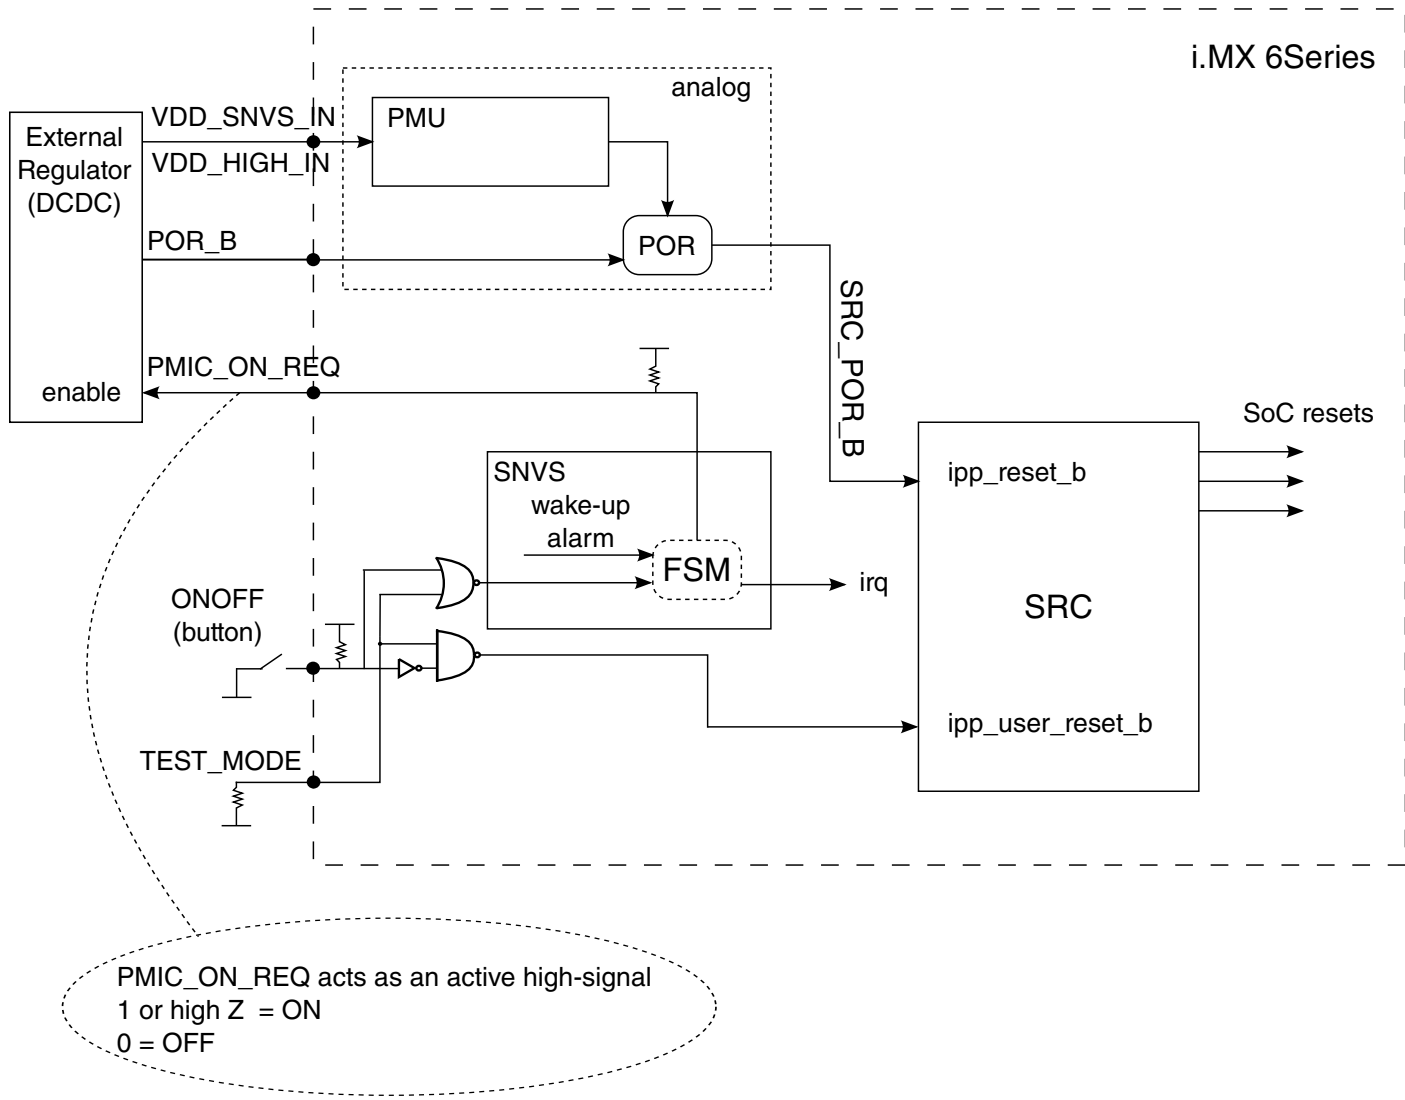 i.MX 6Series
analog
VDD_SNVS_IN
PMU
External
Regulator
(DCDC)
VDD_HIGH_IN
POR_B
POR
SRC_POR_B
PMIC_ON_REQ
enable
SoC resets
SNVS
wake-up
alarm
FSM
irq
ipp_reset_b
SRC
ipp_user_reset_b
ONOFF
(button)
TEST_MODE
PMIC_ON_REQ acts as an active high-signal
1 or high Z = ON
0 = OFF